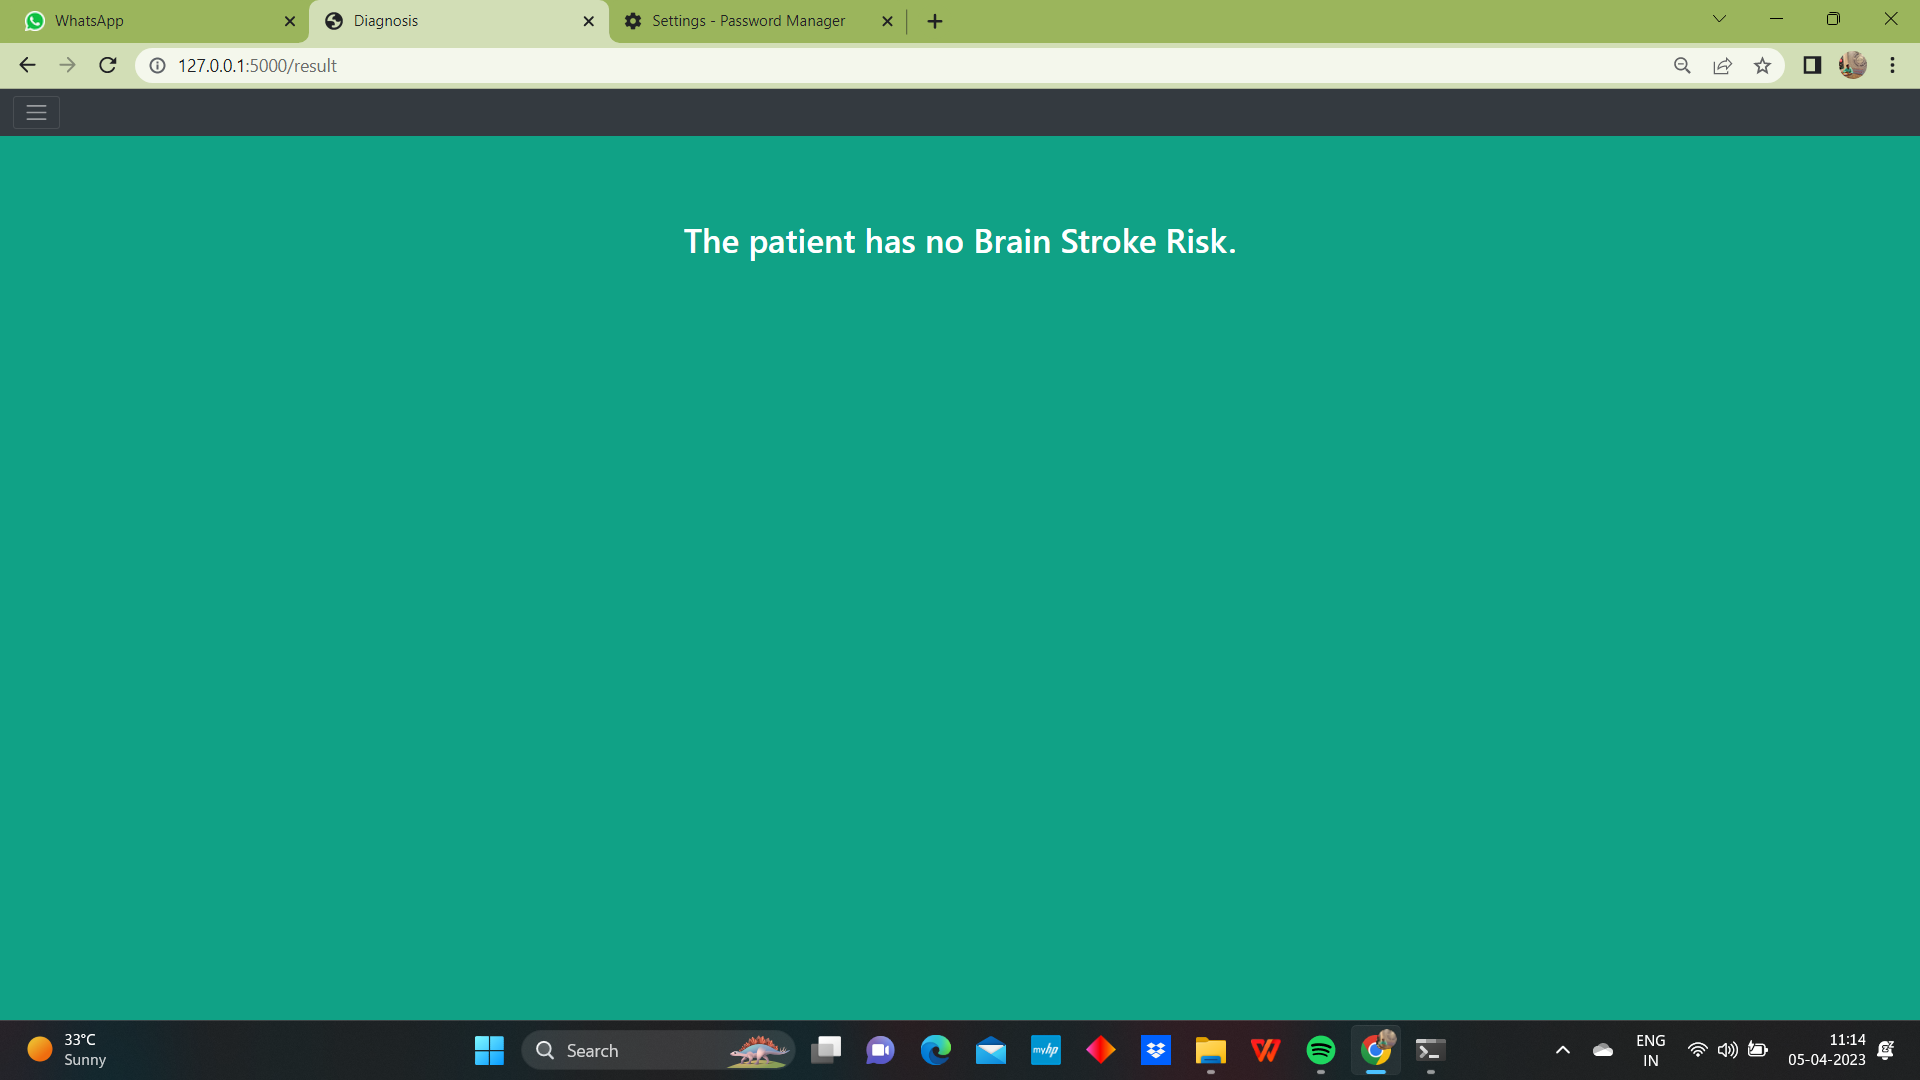 WhatsApp
Diagnosis
Settings - Password Manager
127.0.0.1:5000/result
The patient has no Brain Stroke Risk.
33°C
Sunny
Search
myhp
ENG
IN
11:14
05-04-2023